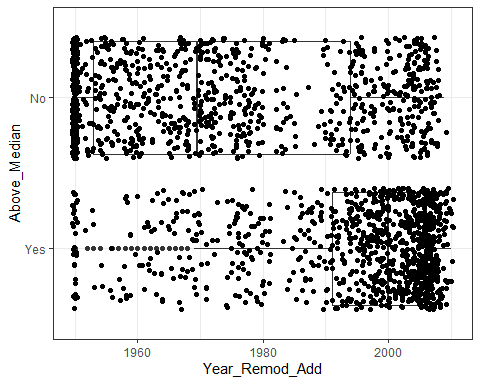 Above_Median
No
Yes
1960
1980
2000
Year_Remod_Add